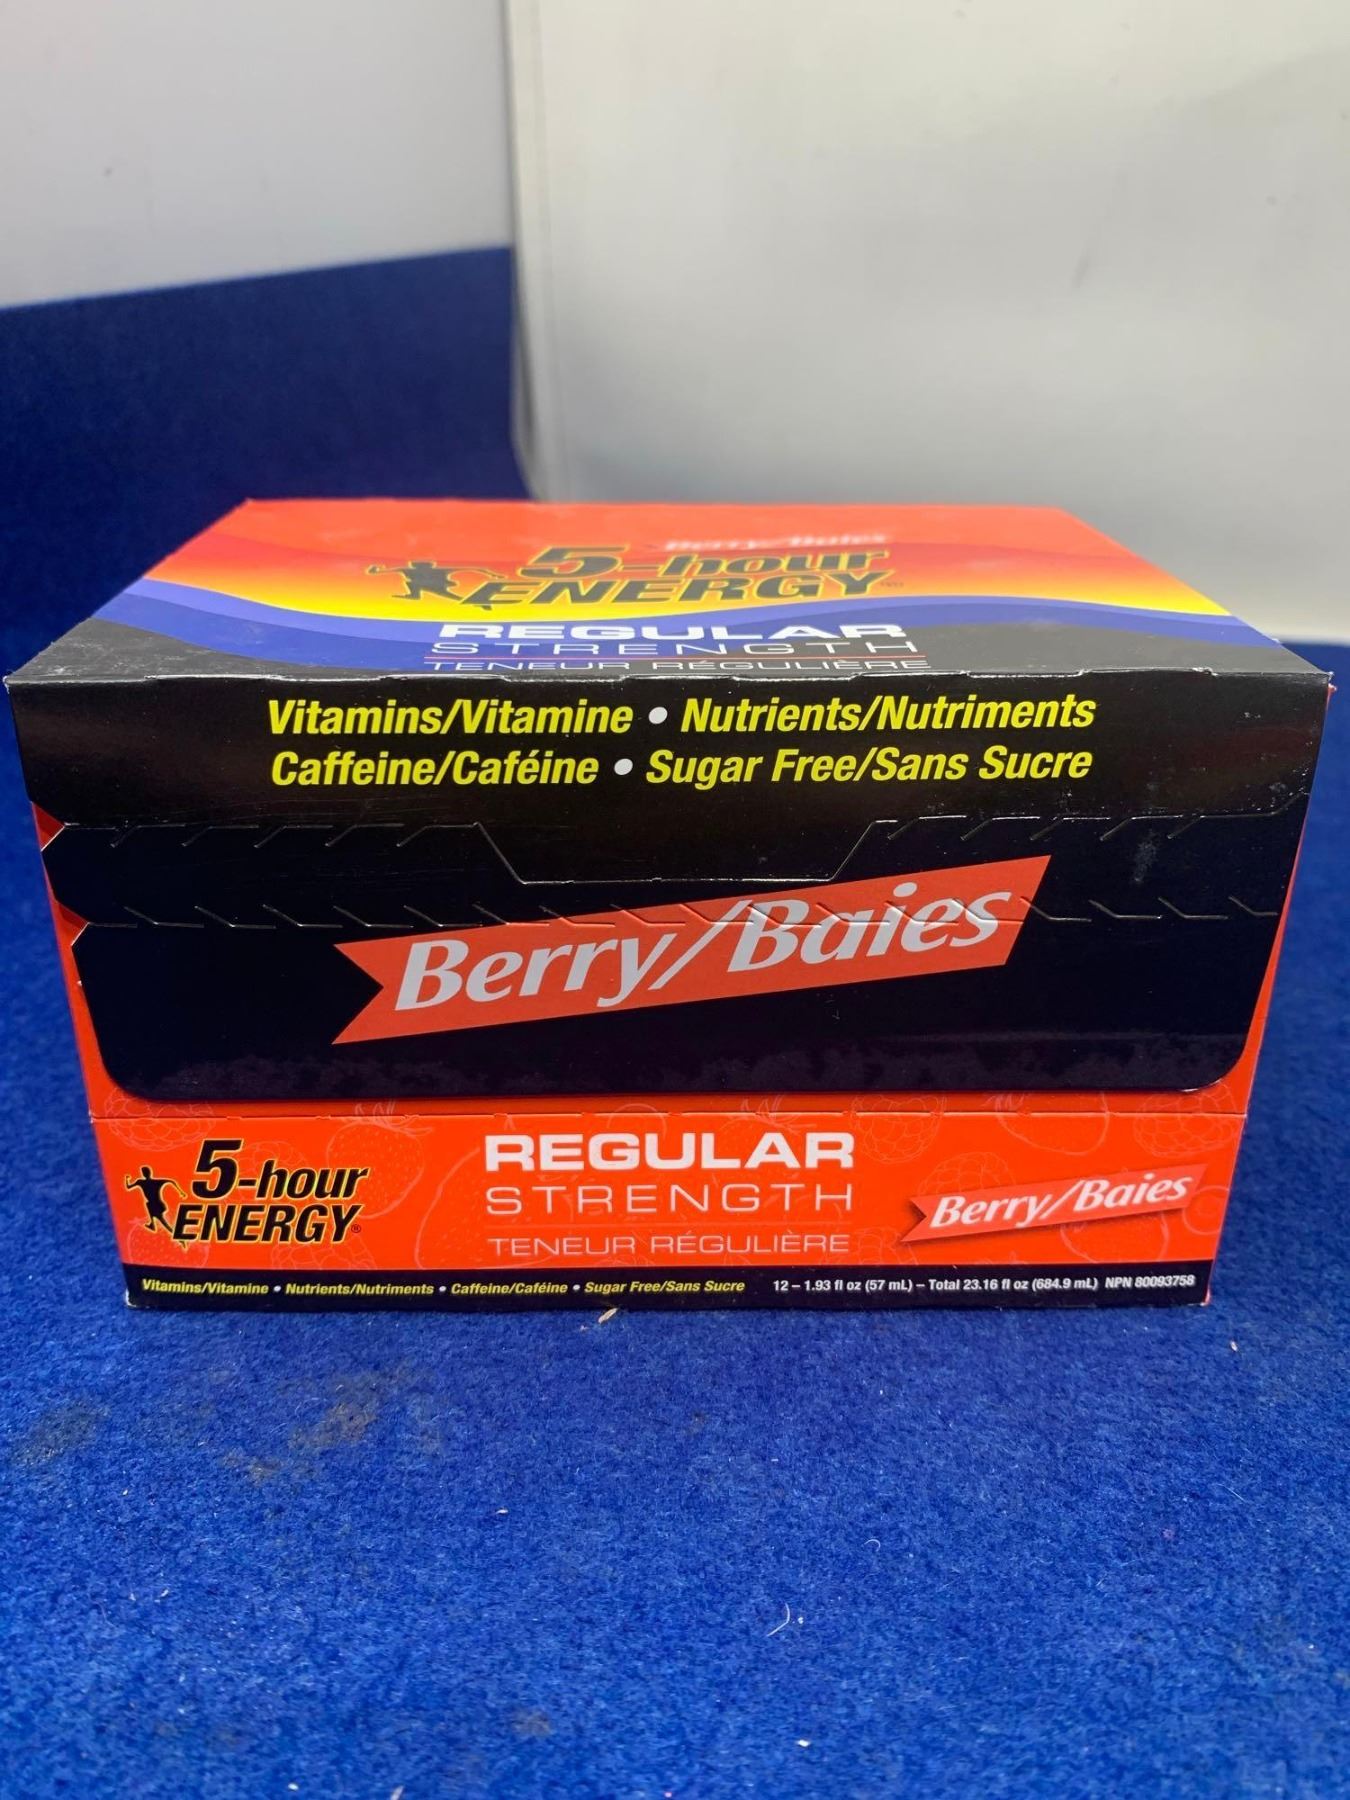 Berry/Baies
5-hour
ENERGY
REGULAR
STRENGTH
TENEUR RÉGULIÈRE
Vitamins/Vitamine • Nutrients/Nutriments
Caffeine/Caféine • Sugar Free/Sans Sucre
Berry/Baies
5-hour
ENERGY®
REGULAR
STRENGTH
TENEUR RÉGULIÈRE
Berry/Baies
Vitamins/Vitamine • Nutrients/Nutriments • Caffeine/Caféine • Sugar Free/Sans Sucre 12 – 1.93 fl oz (57 mL) – Total 23.16 fl oz (684.9 mL) NPN 80093758